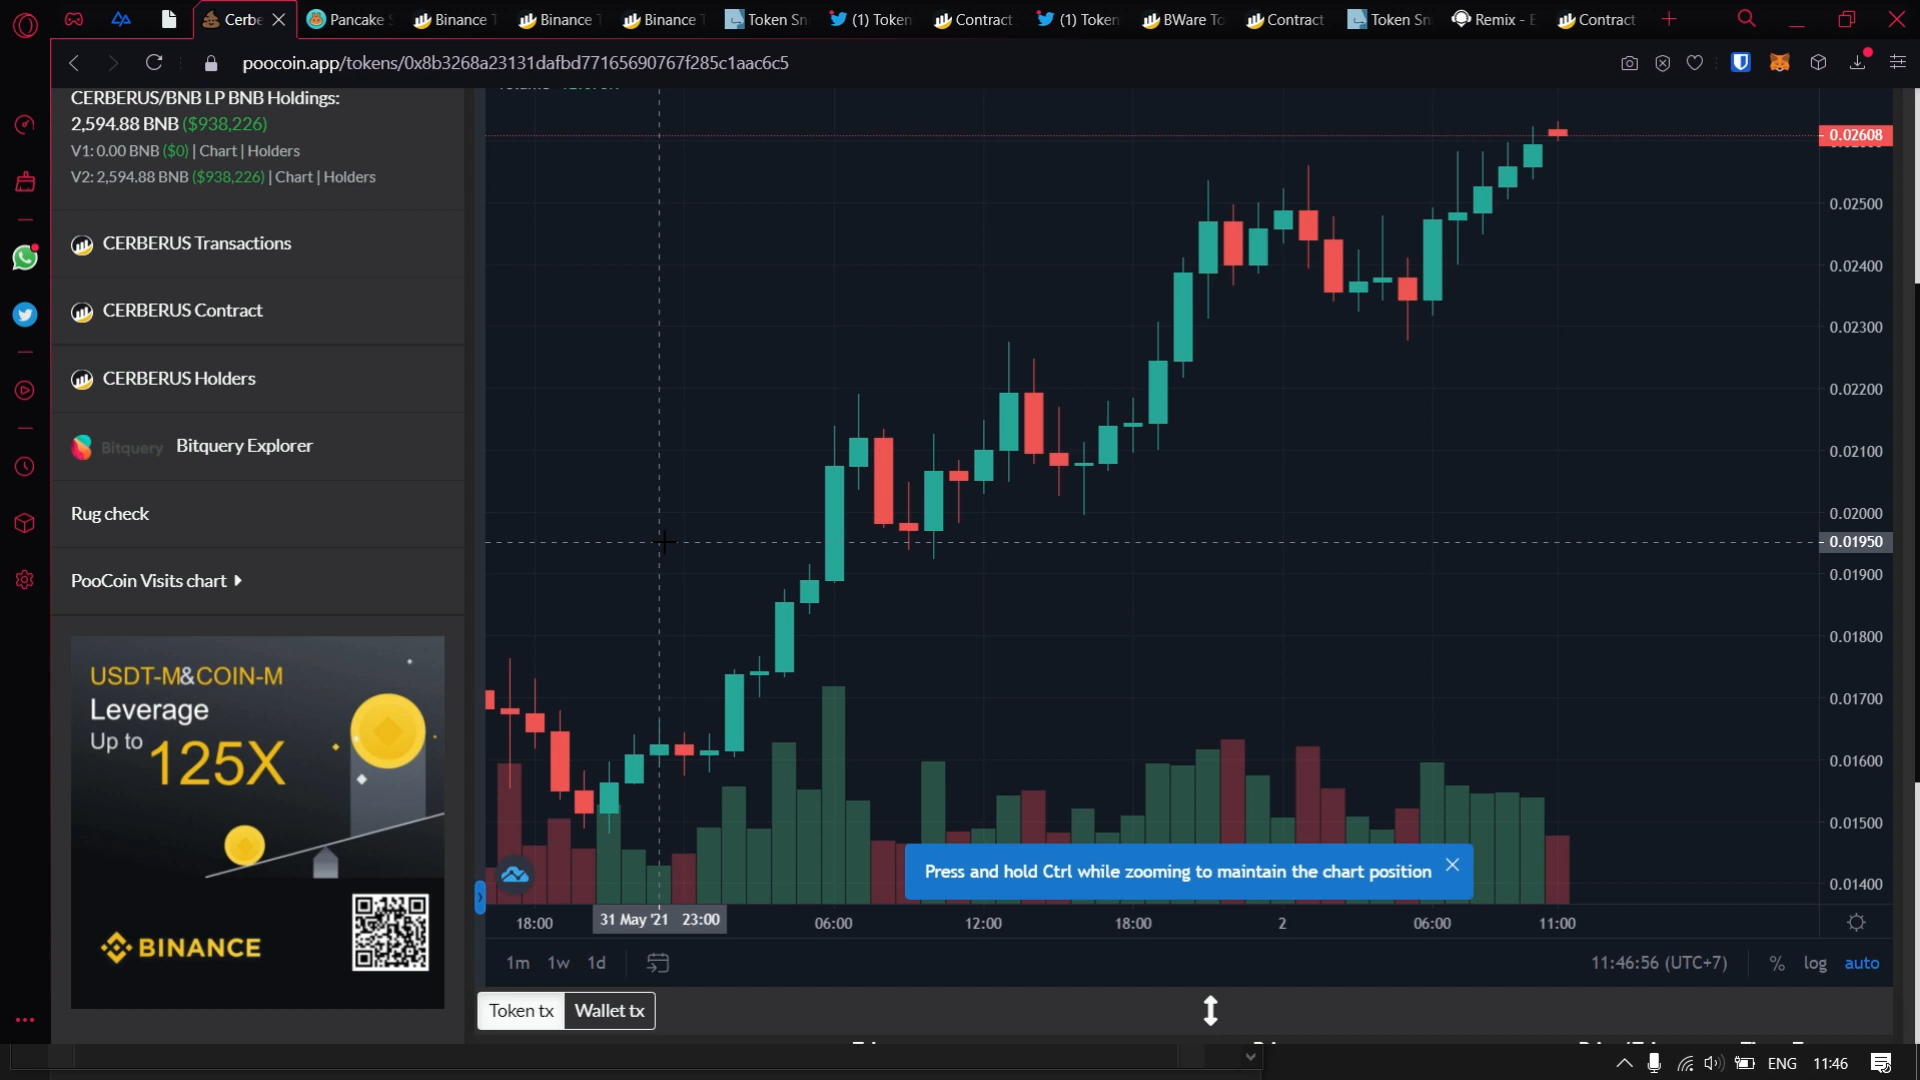 Cerbe
Pancake S
Binance T
Binance T
Binance T
Token Sn
(1) Token
Contract
(1) Token
BWare To
Contract
Token Sn
Remix - E
Contract
poocoin.app/tokens/0x8b3268a23131dafbd77165690767f285c1aac6c5
CERBERUS/BNB LP BNB Holdings:
2,594.88 BNB ($938,226)
V1: 0.00 BNB ($0) | Chart | Holders
V2: 2,594.88 BNB ($938,226) | Chart | Holders
CERBERUS Transactions
CERBERUS Contract
CERBERUS Holders
Bitquery Bitquery Explorer
Rug check
PooCoin Visits chart
USDT-M&COIN-M
Leverage
Up to 125X
BINANCE
0.02608
0.02500
0.02400
0.02300
0.02200
0.02100
0.02000
0.01950
0.01900
0.01800
0.01700
0.01600
0.01500
0.01400
Press and hold Ctrl while zooming to maintain the chart position
18:00
31 May '21 23:00
06:00
12:00
18:00
2
06:00
11:00
1m 1w 1d
11:46:56 (UTC+7)
% log auto
Token tx Wallet tx
ENG 11:46